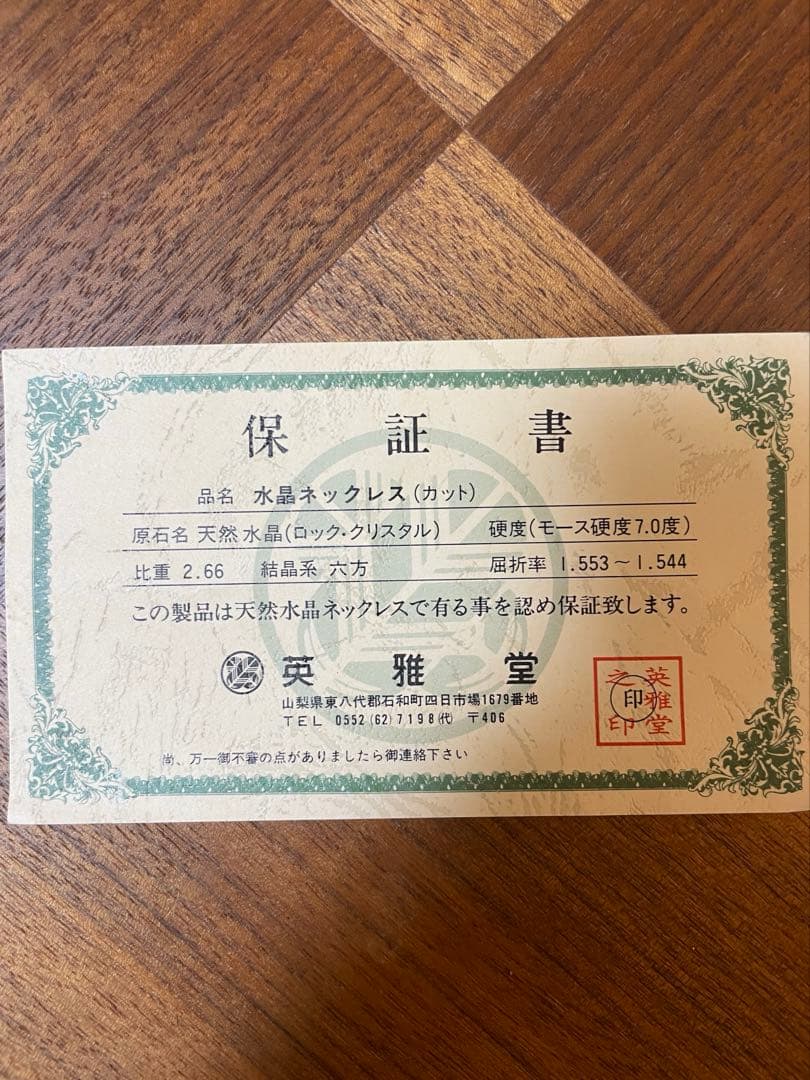 保証書
品名 水晶ネックレス(カット)
原石名 天然水晶(ロック・クリスタル) 硬度(モース硬度7.0度)
比重 2.66 結晶系 六方 屈折率 1.553～1.544
この製品は天然水晶ネックレスで有る事を認め保証致します。
英雅堂
山梨県東八代郡石和町四日市場1679番地
TEL 0552(62)7198(代) 〒406
英雅堂之印
印
尚、万一御不審の点がありましたら御連絡下さい